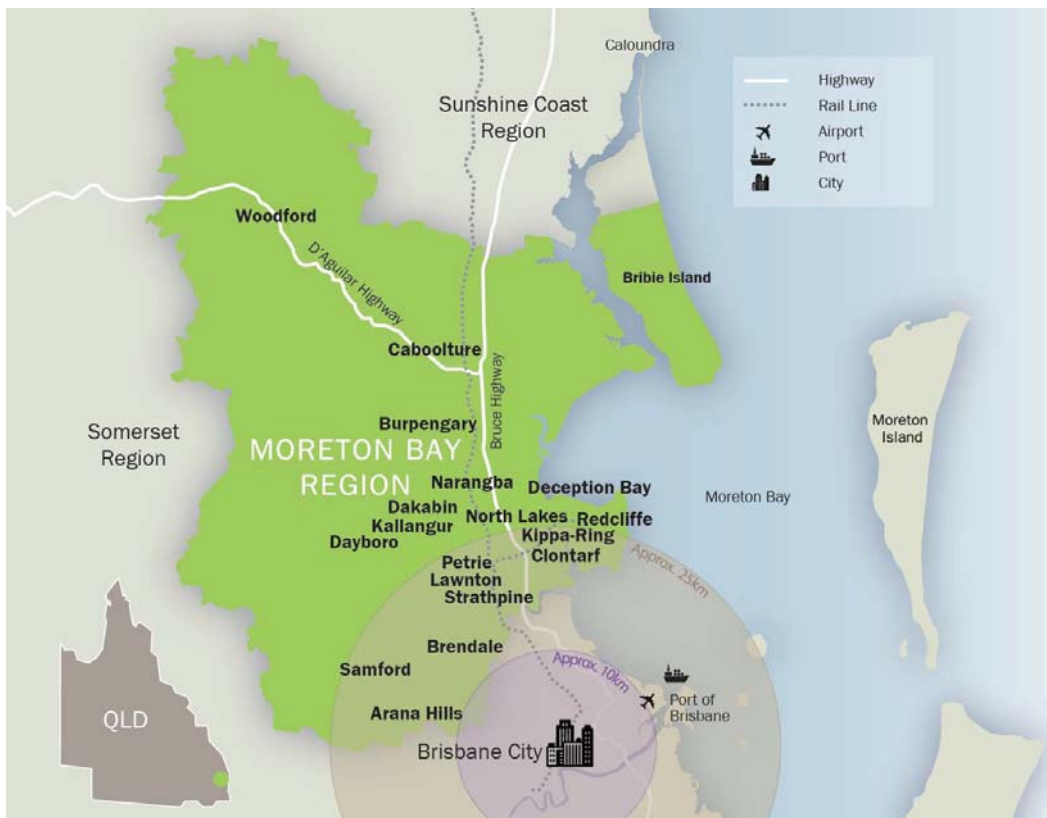 Caloundra
Highway
Rail Line
Airport
Port
City
Sunshine Coast
Region
Woodford
D'Aguilar Highway
Bribie Island
Caboolture
Bruce Highway
Burpengary
Somerset
Region
MORETON BAY
REGION
Moreton
Island
Narangba
Deception Bay
Moreton Bay
Dakabin
North Lakes
Redcliffe
Kallangur
Kippa-Ring
Dayboro
Clontarf
Approx. 25km
Petrie
Lawnton
Strathpine
Brendale
Samford
Approx. 10km
Port of
Brisbane
Arana Hills
QLD
Brisbane City